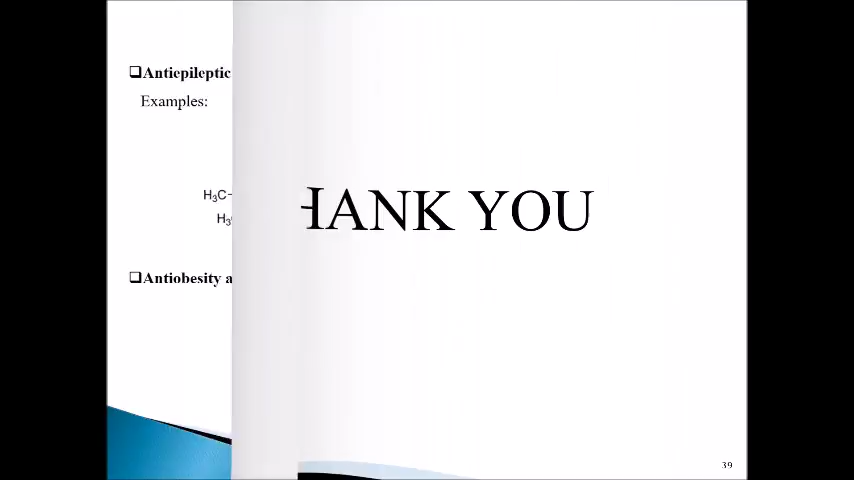 ❑Antiepileptic
Examples:
H3C
H3
❑Antiobesity a
HANK YOU
39